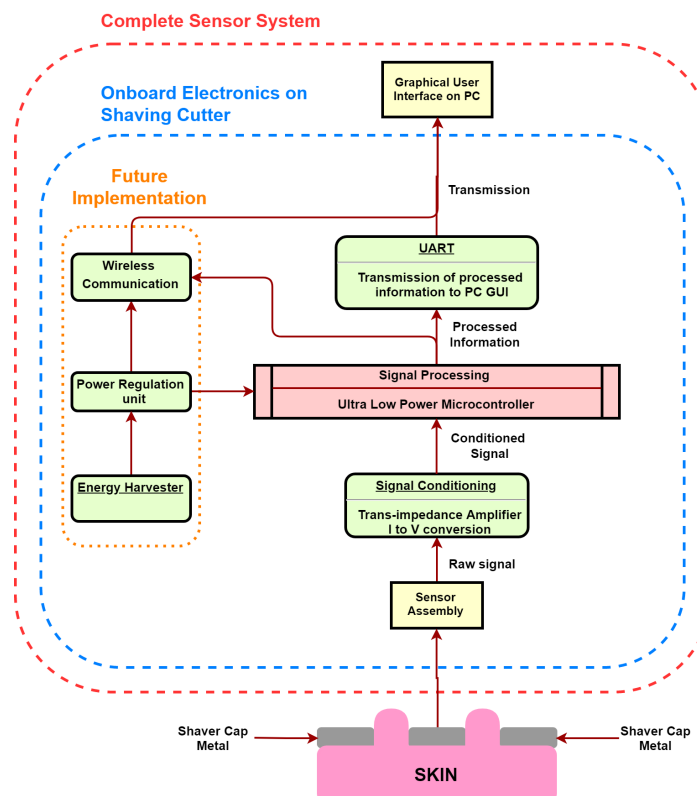 Complete Sensor System
Graphical User
Interface on PC
Onboard Electronics on
Shaving Cutter
Future
Implementation
Transmission
UART
Transmission of processed
information to PC GUI
Wireless
Communication
Processed
Information
Power Regulation
unit
Signal Processing
Ultra Low Power Microcontroller
Conditioned
Signal
Energy Harvester
Signal Conditioning
Trans-impedance Amplifier
I to V conversion
Raw signal
Sensor
Assembly
Shaver Cap
Metal
Shaver Cap
Metal
SKIN